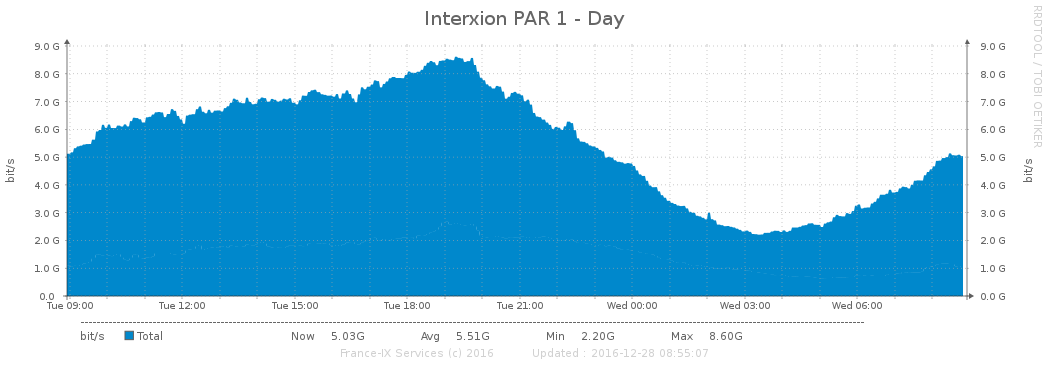 Interxion PAR 1 - Day
RRDTOOL / TOBI OETIKER
bit/s
9.0 G
8.0 G
7.0 G
6.0 G
5.0 G
4.0 G
3.0 G
2.0 G
1.0 G
0.0
9.0 G
8.0 G
7.0 G
6.0 G
5.0 G
4.0 G
3.0 G
2.0 G
1.0 G
0.0 G
bit/s
Tue 09:00 Tue 12:00 Tue 15:00 Tue 18:00 Tue 21:00 Wed 00:00 Wed 03:00 Wed 06:00
bit/s Total Now 5.03G Avg 5.51G Min 2.20G Max 8.60G
France-IX Services (c) 2016 Updated : 2016-12-28 08:55:07